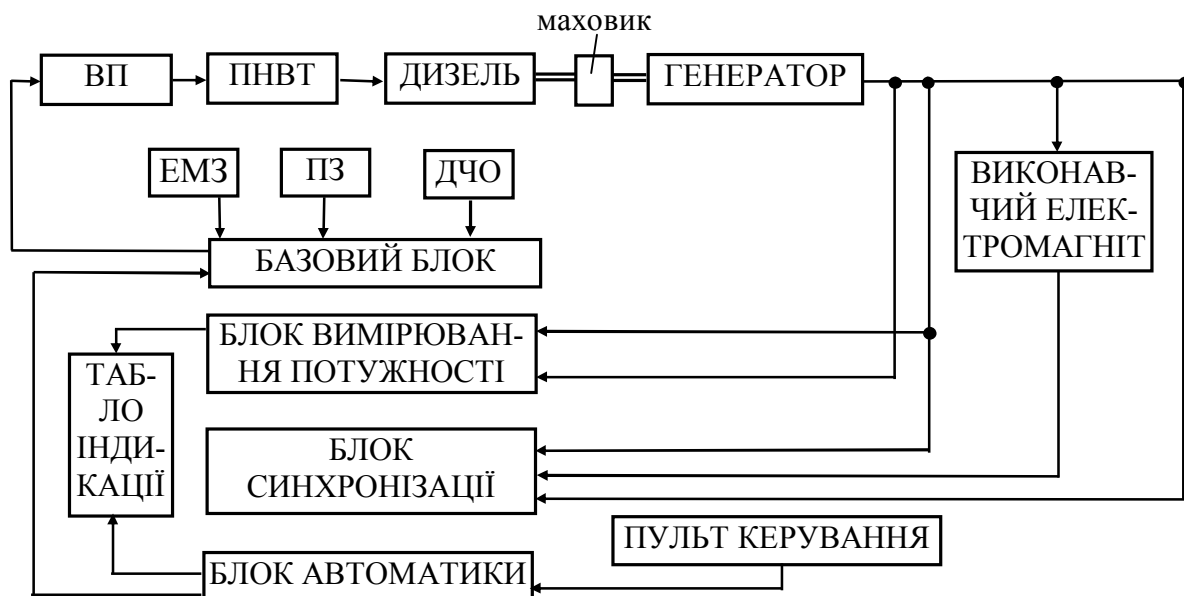 маховик
ВП
ПНВТ
ДИЗЕЛЬ
ГЕНЕРАТОР
ЕМЗ
ПЗ
ДЧО
ВИКОНАВ-
ЧИЙ ЕЛЕК-
ТРОМАГНІТ
БАЗОВИЙ БЛОК
БЛОК ВИМІРЮВАН-
НЯ ПОТУЖНОСТІ
ТАБ-
ЛО
ІНДИ-
КАЦІЇ
БЛОК
СИНХРОНІЗАЦІЇ
ПУЛЬТ КЕРУВАННЯ
БЛОК АВТОМАТИКИ